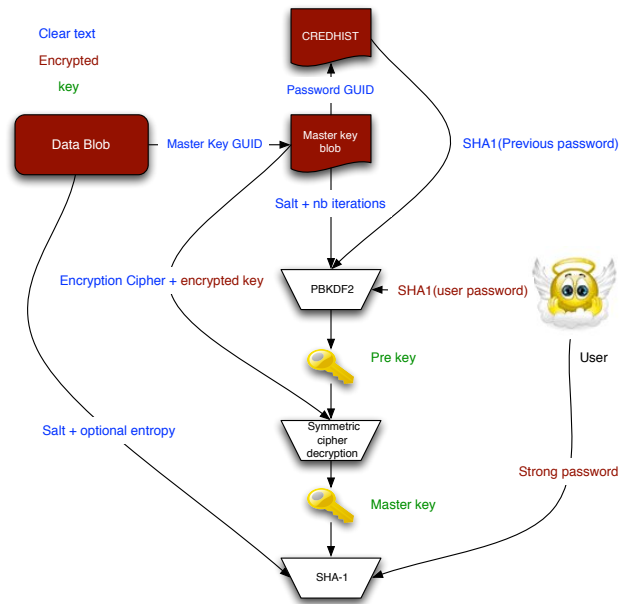 Clear text
Encrypted
key
CREDHIST
Password GUID
Data Blob
Master Key GUID
Master key
blob
SHA1(Previous password)
Salt + nb iterations
Encryption Cipher + encrypted key
PBKDF2
SHA1(user password)
User
Pre key
Symmetric
cipher
decryption
Salt + optional entropy
Strong password
Master key
SHA-1